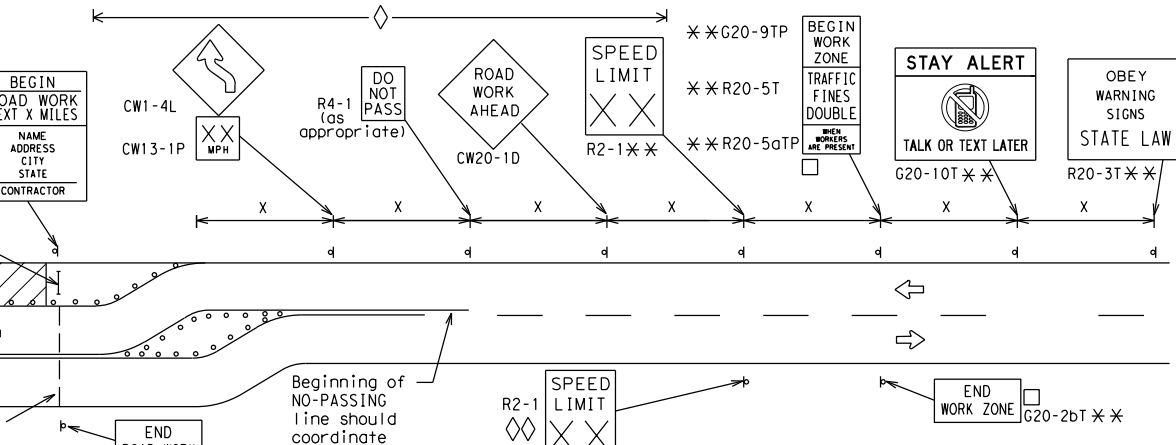 BEGIN
ROAD WORK
NEXT X MILES
NAME
ADDRESS
CITY
STATE
CONTRACTOR
CW1-4L
CW13-1P
XX
MPH
R4-1
(as
appropriate)
DO
NOT
PASS
ROAD
WORK
AHEAD
CW20-1D
SPEED
LIMIT
X X
R2-1**
**G20-9TP
**R20-5T
**R20-5aTP
BEGIN
WORK
ZONE
TRAFFIC
FINES
DOUBLE
WHEN
WORKERS
ARE PRESENT
STAY ALERT
TALK OR TEXT LATER
G20-10T**
OBEY
WARNING
SIGNS
STATE LAW
R20-3T**
X X X X X X X
Beginning of
NO-PASSING
line should
coordinate
R2-1
SPEED
LIMIT
X X
END
WORK ZONE
G20-2bT**
END
ROAD WORK